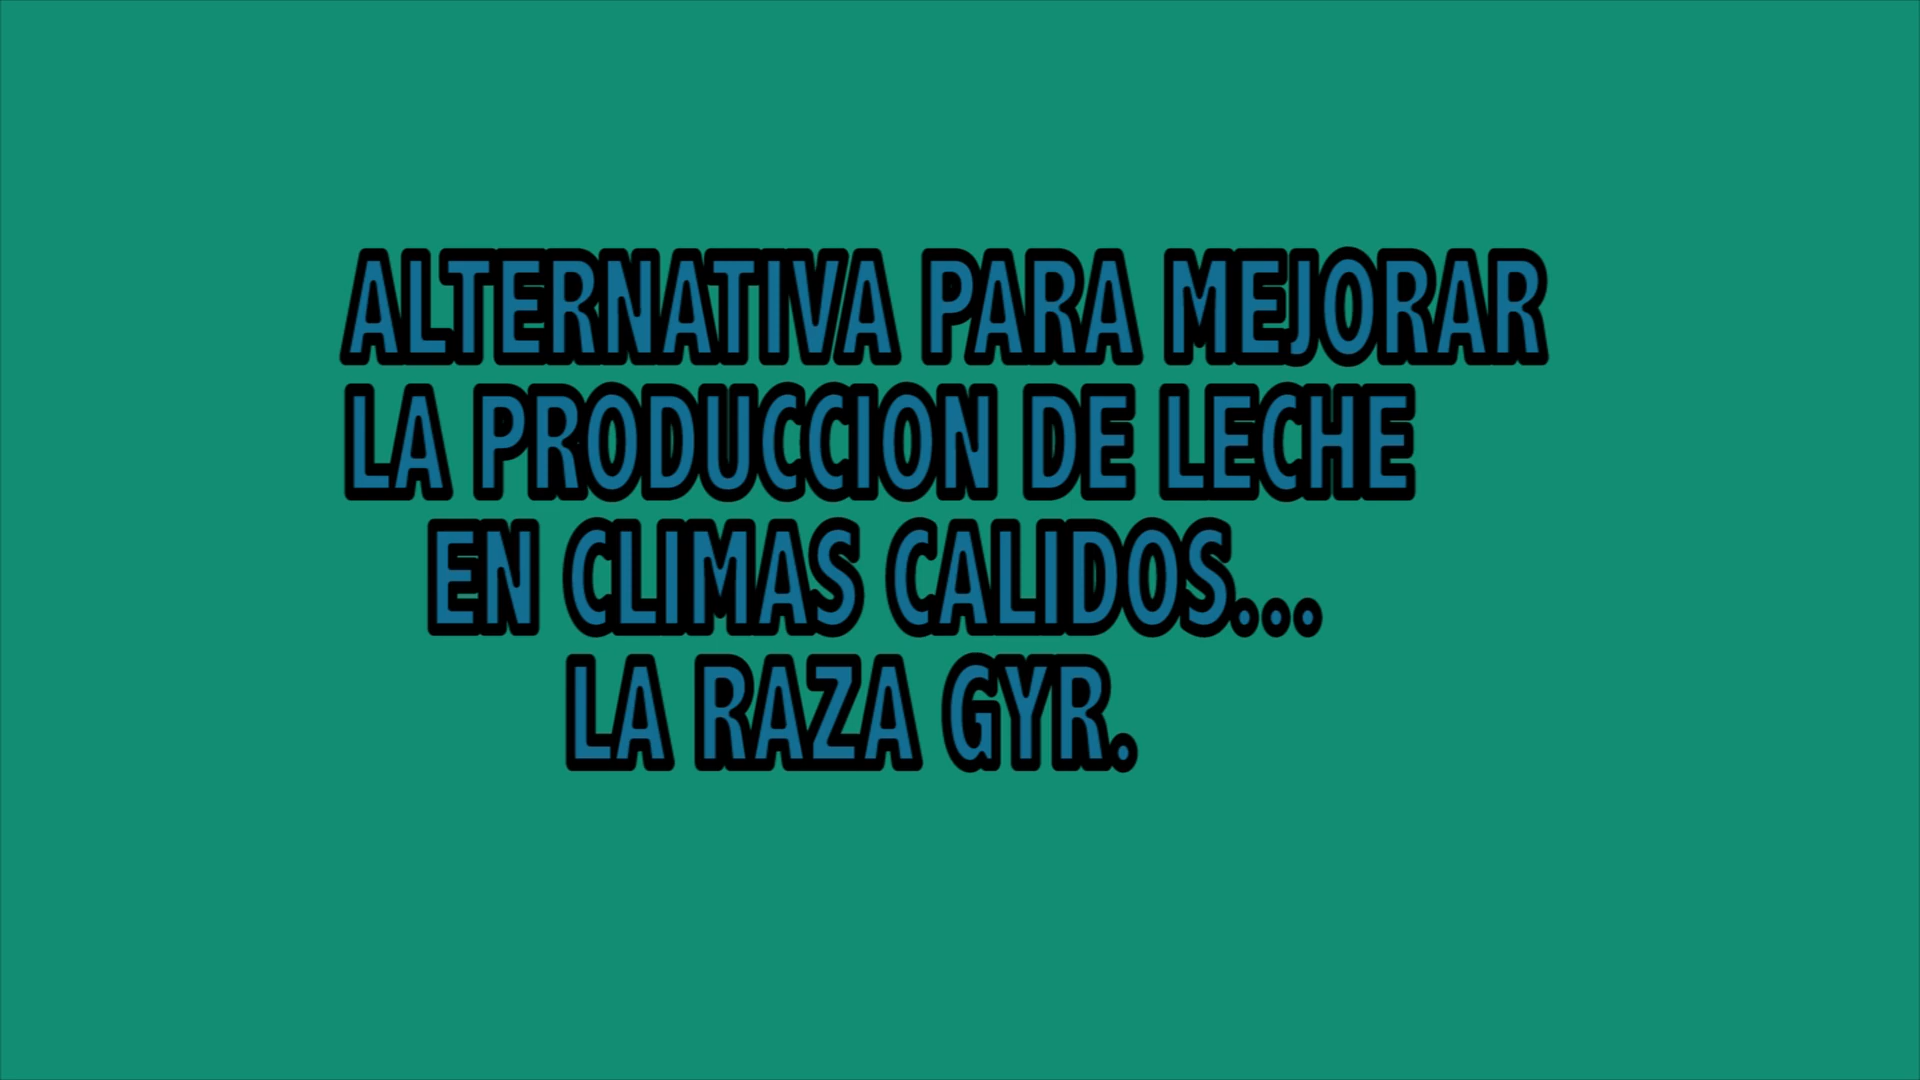 ALTERNATIVA PARA MEJORAR
LA PRODUCCION DE LECHE
EN CLIMAS CALIDOS...
LA RAZA GYR.